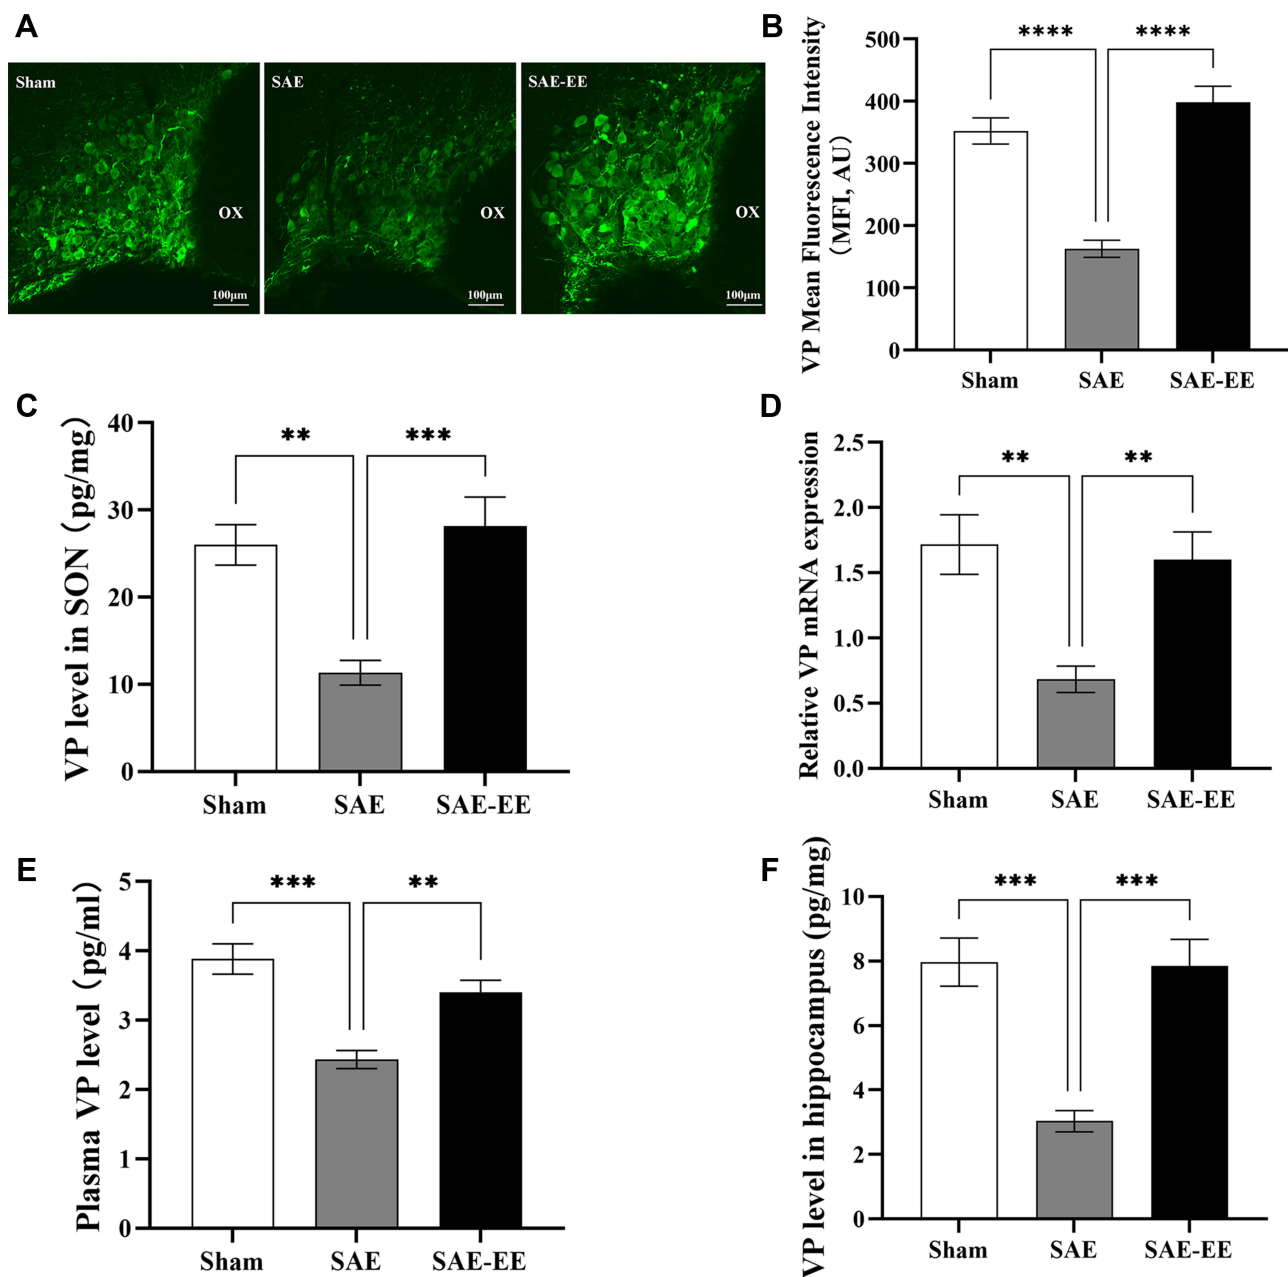 A
Sham
OX
100μm
SAE
OX
100μm
SAE-EE
OX
100μm
B
VP Mean Fluorescence Intensity
(MFI, AU)
500
400
300
200
100
0
****
****
Sham
SAE
SAE-EE
C
VP level in SON (pg/mg)
40
30
20
10
0
**
***
Sham
SAE
SAE-EE
D
Relative VP mRNA expression
2.5
2.0
1.5
1.0
0.5
0.0
**
**
Sham
SAE
SAE-EE
E
Plasma VP level (pg/ml)
5
4
3
2
1
0
***
**
Sham
SAE
SAE-EE
F
VP level in hippocampus (pg/mg)
10
8
6
4
2
0
***
***
Sham
SAE
SAE-EE